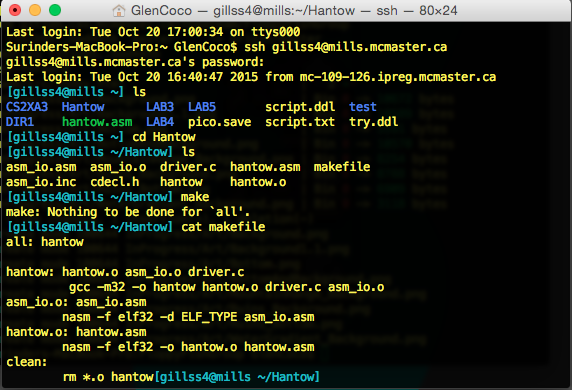 GlenCoco — gillss4@mills:~/Hantow — ssh — 80×24
Last login: Tue Oct 20 17:00:34 on ttys000
Surinders-MacBook-Pro:~ GlenCoco$ ssh gillss4@mills.mcmaster.ca
gillss4@mills.mcmaster.ca's password:
Last login: Tue Oct 20 16:40:47 2015 from mc-109-126.ipreg.mcmaster.ca
[gillss4@mills ~] ls
CS2XA3  Hantow      LAB3  LAB5       script.ddl  test
DIR1    hantow.asm  LAB4  pico.save  script.txt  try.ddl
[gillss4@mills ~] cd Hantow
[gillss4@mills ~/Hantow] ls
asm_io.asm  asm_io.o  driver.c  hantow.asm  makefile
asm_io.inc  cdecl.h   hantow    hantow.o
[gillss4@mills ~/Hantow] make
make: Nothing to be done for `all'.
[gillss4@mills ~/Hantow] cat makefile
all: hantow
hantow: hantow.o asm_io.o driver.c
         gcc -m32 -o hantow hantow.o driver.c asm_io.o
asm_io.o: asm_io.asm
        nasm -f elf32 -d ELF_TYPE asm_io.asm
hantow.o: hantow.asm
        nasm -f elf32 -o hantow.o hantow.asm
clean:
        rm *.o hantow[gillss4@mills ~/Hantow]